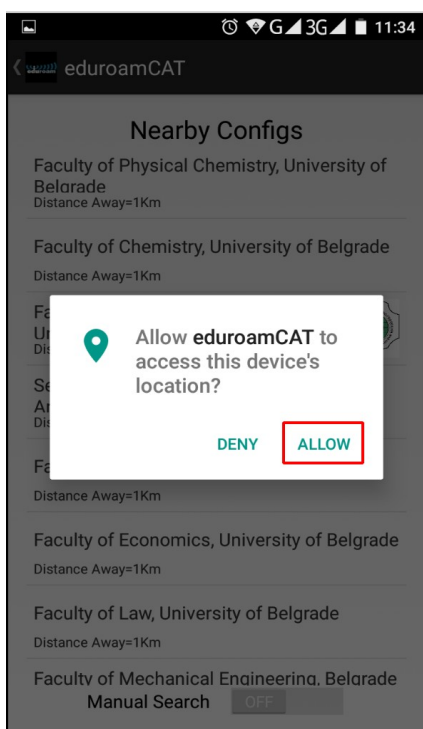 G 3G 11:34
eduroamCAT
Nearby Configs
Faculty of Physical Chemistry, University of
Belgrade
Distance Away=1Km
Faculty of Chemistry, University of Belgrade
Distance Away=1Km
Allow eduroamCAT to
access this device's
location?
DENY ALLOW
Distance Away=1Km
Faculty of Economics, University of Belgrade
Distance Away=1Km
Faculty of Law, University of Belgrade
Distance Away=1Km
Faculty of Mechanical Engineering, Belgrade
Manual Search OFF